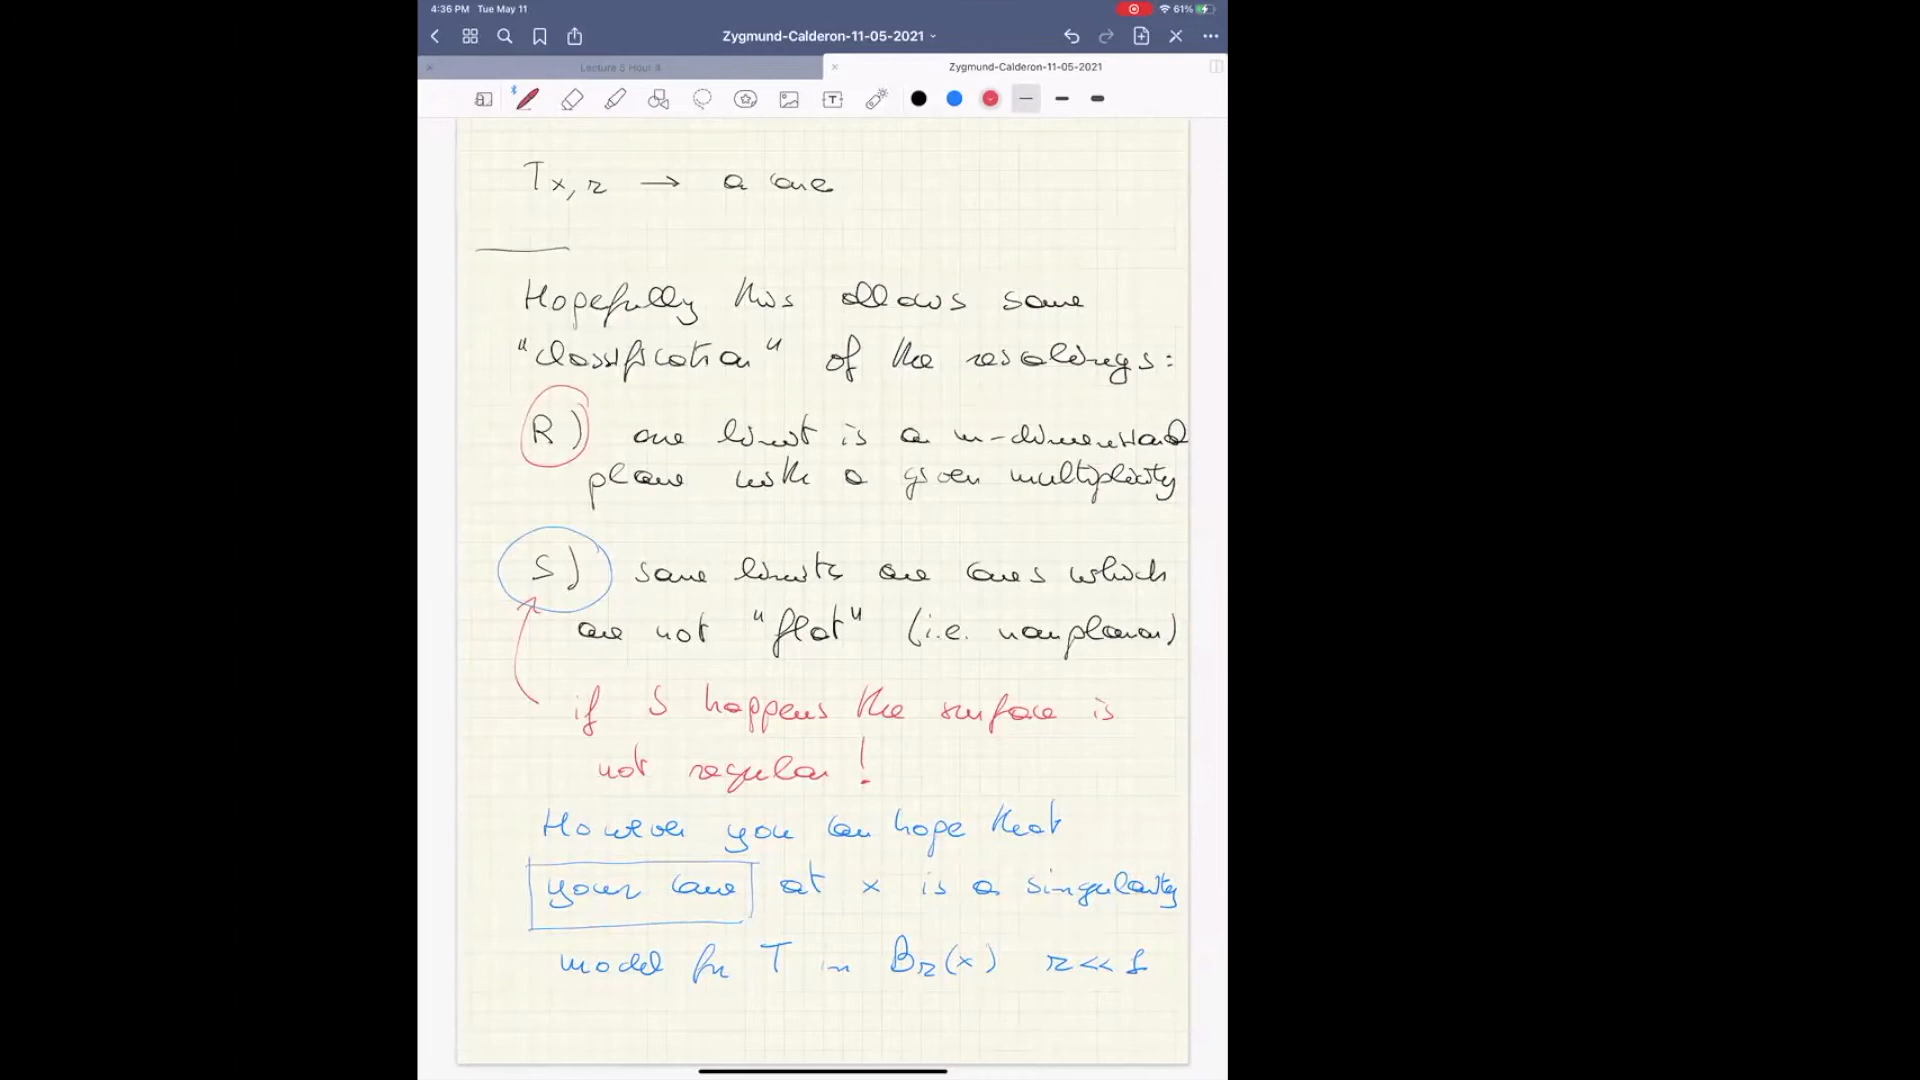 4:36 PM Tue May 11
61%
Zygmund-Calderon-11-05-2021
Lecture 5 Hour 4
Zygmund-Calderon-11-05-2021
T x, r → a cone
Hopefully this allows some
"classification" of the rescalings:
R) one limit is a m-dimensional
plane with a given multiplicity
S) some limits are cones which
are not "flat" (i.e. nonplanar)
if S happens the surface is
not regular!
However you can hope that
your cone at x is a singularity
model for T in Br(x) r << 1